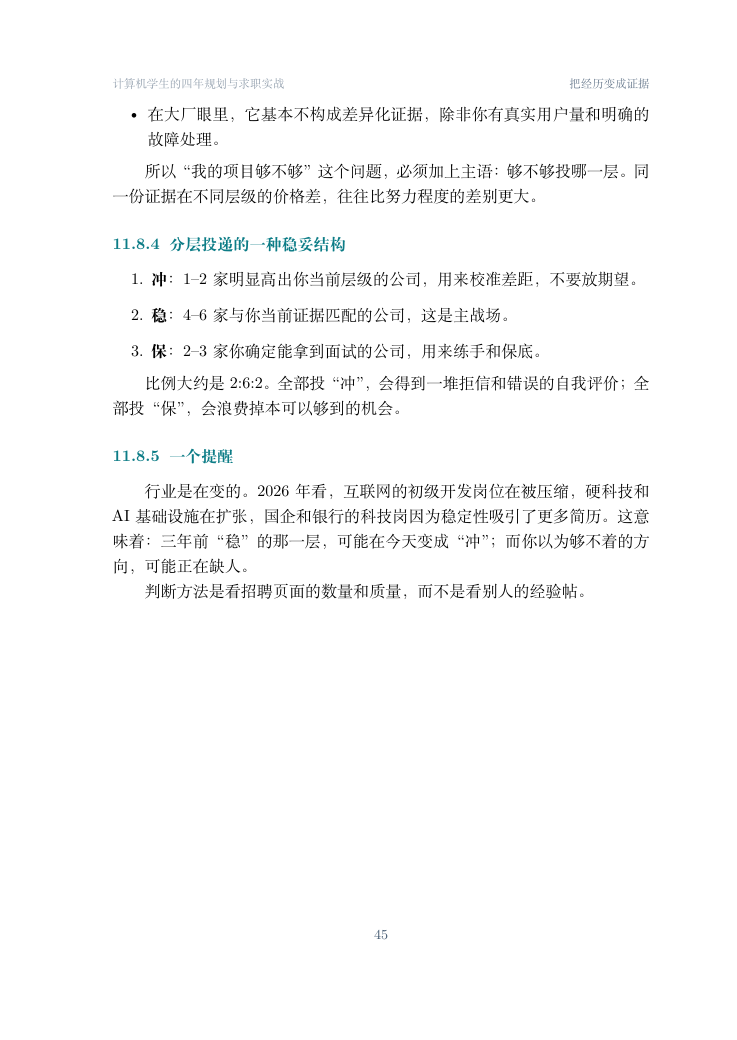 计算机学生的四年规划与求职实战 把经历变成证据
• 在大厂眼里，它基本不构成差异化证据，除非你有真实用户量和明确的
故障处理。
所以“我的项目够不够”这个问题，必须加上主语：够不够投哪一层。同
一份证据在不同层级的价格差，往往比努力程度的差别更大。
11.8.4 分层投递的一种稳妥结构
1. 冲：1–2 家明显高出你当前层级的公司，用来校准差距，不要放期望。
2. 稳：4–6 家与你当前证据匹配的公司，这是主战场。
3. 保：2–3 家你确定能拿到面试的公司，用来练手和保底。
比例大约是 2:6:2。全部投“冲”，会得到一堆拒信和错误的自我评价；全
部投“保”，会浪费掉本可以够到的机会。
11.8.5 一个提醒
行业是在变的。2026 年看，互联网的初级开发岗位在被压缩，硬科技和
AI 基础设施在扩张，国企和银行的科技岗因为稳定性吸引了更多简历。这意
味着：三年前“稳”的那一层，可能在今天变成“冲”；而你以为够不着的方
向，可能正在缺人。
判断方法是看招聘页面的数量和质量，而不是看别人的经验帖。
45